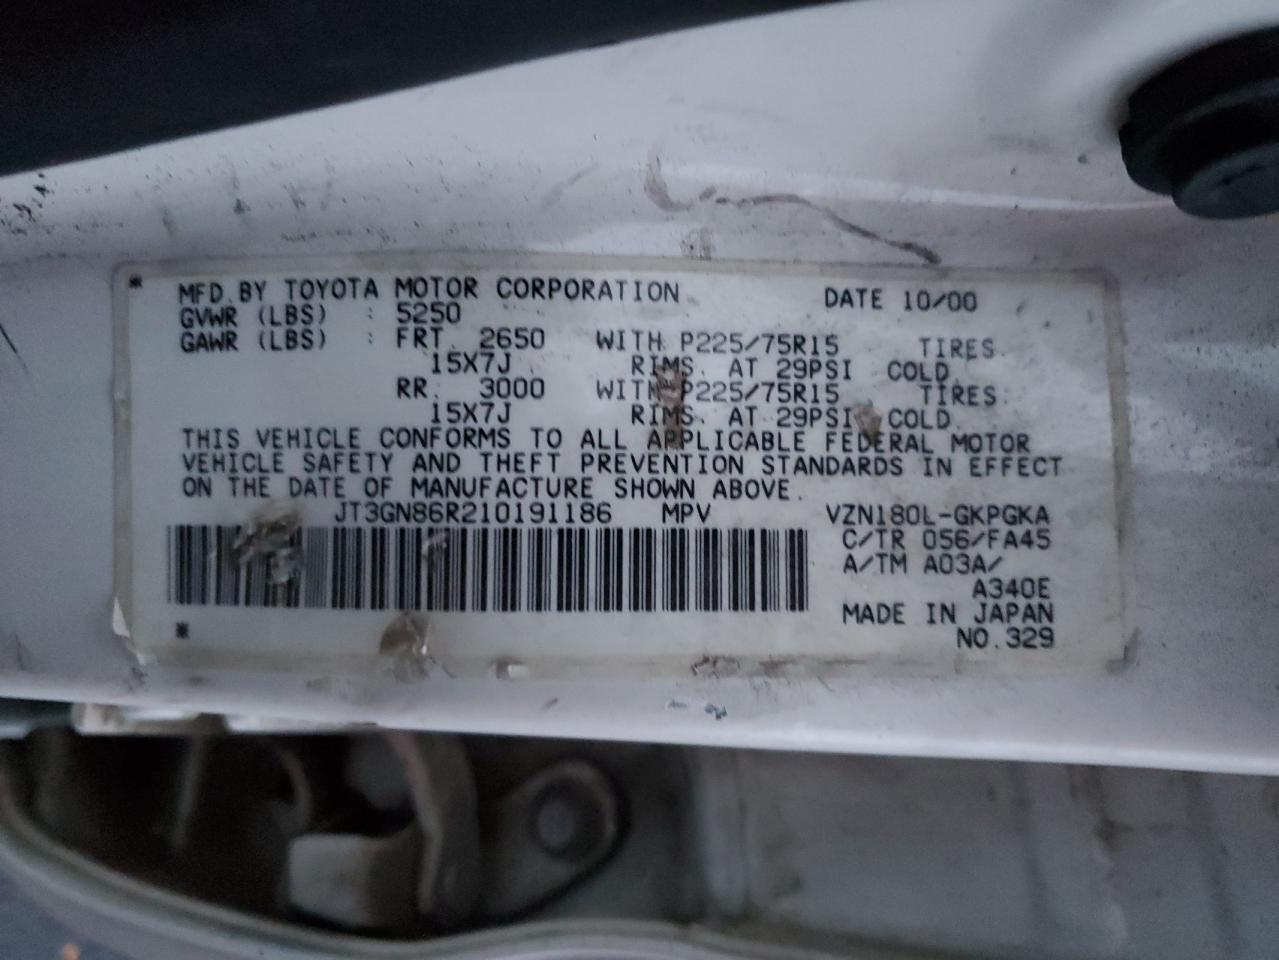 MFD. BY TOYOTA MOTOR CORPORATION DATE 10/00
GVWR (LBS) : 5250
GAWR (LBS) : FRT. 2650 WITH P225/75R15 TIRES.
15X7J RIMS. AT 29PSI COLD.
RR. 3000 WITH P225/75R15 TIRES.
15X7J RIMS. AT 29PSI COLD.
THIS VEHICLE CONFORMS TO ALL APPLICABLE FEDERAL MOTOR
VEHICLE SAFETY AND THEFT PREVENTION STANDARDS IN EFFECT
ON THE DATE OF MANUFACTURE SHOWN ABOVE.
JT3GN86R210191186 MPV VZN180L-GKPGKA
C/TR 056/FA45
A/TM A03A/
A340E
MADE IN JAPAN
NO.329